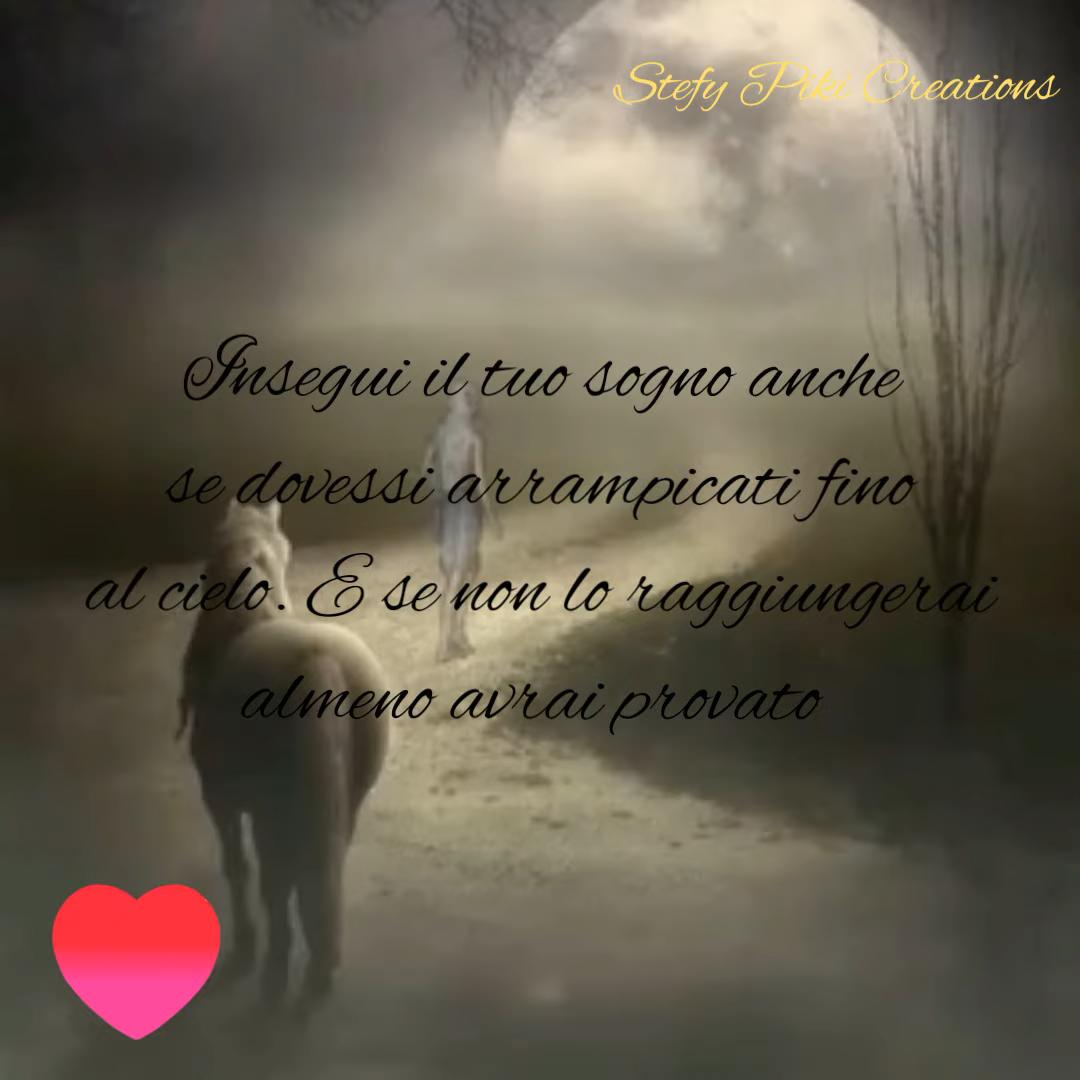 Stefy Piki Creations
Insegui il tuo sogno anche
se dovessi arrampicati fino
al cielo. E se non lo raggiungerai
almeno avrai provato